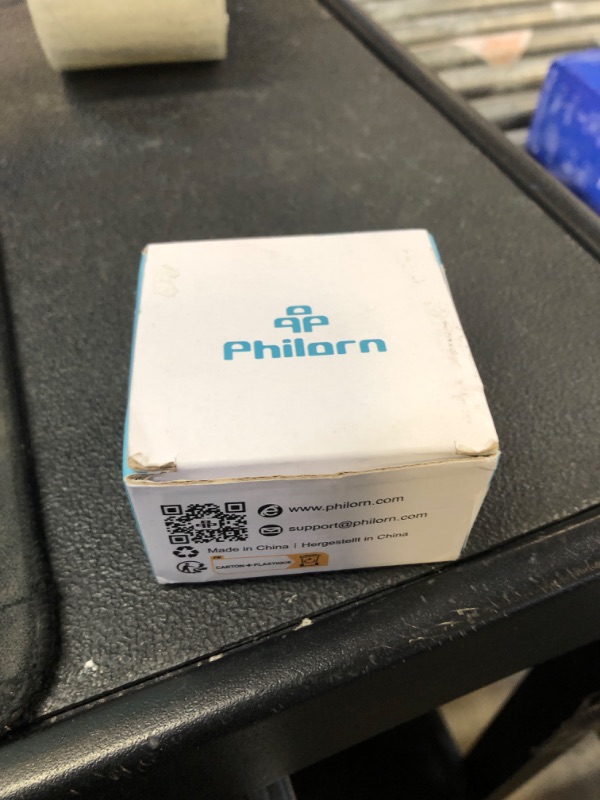 Philorn
www.philorn.com
support@philorn.com
Made in China | Hergestellt in China
CARTON + PLASTIQUE